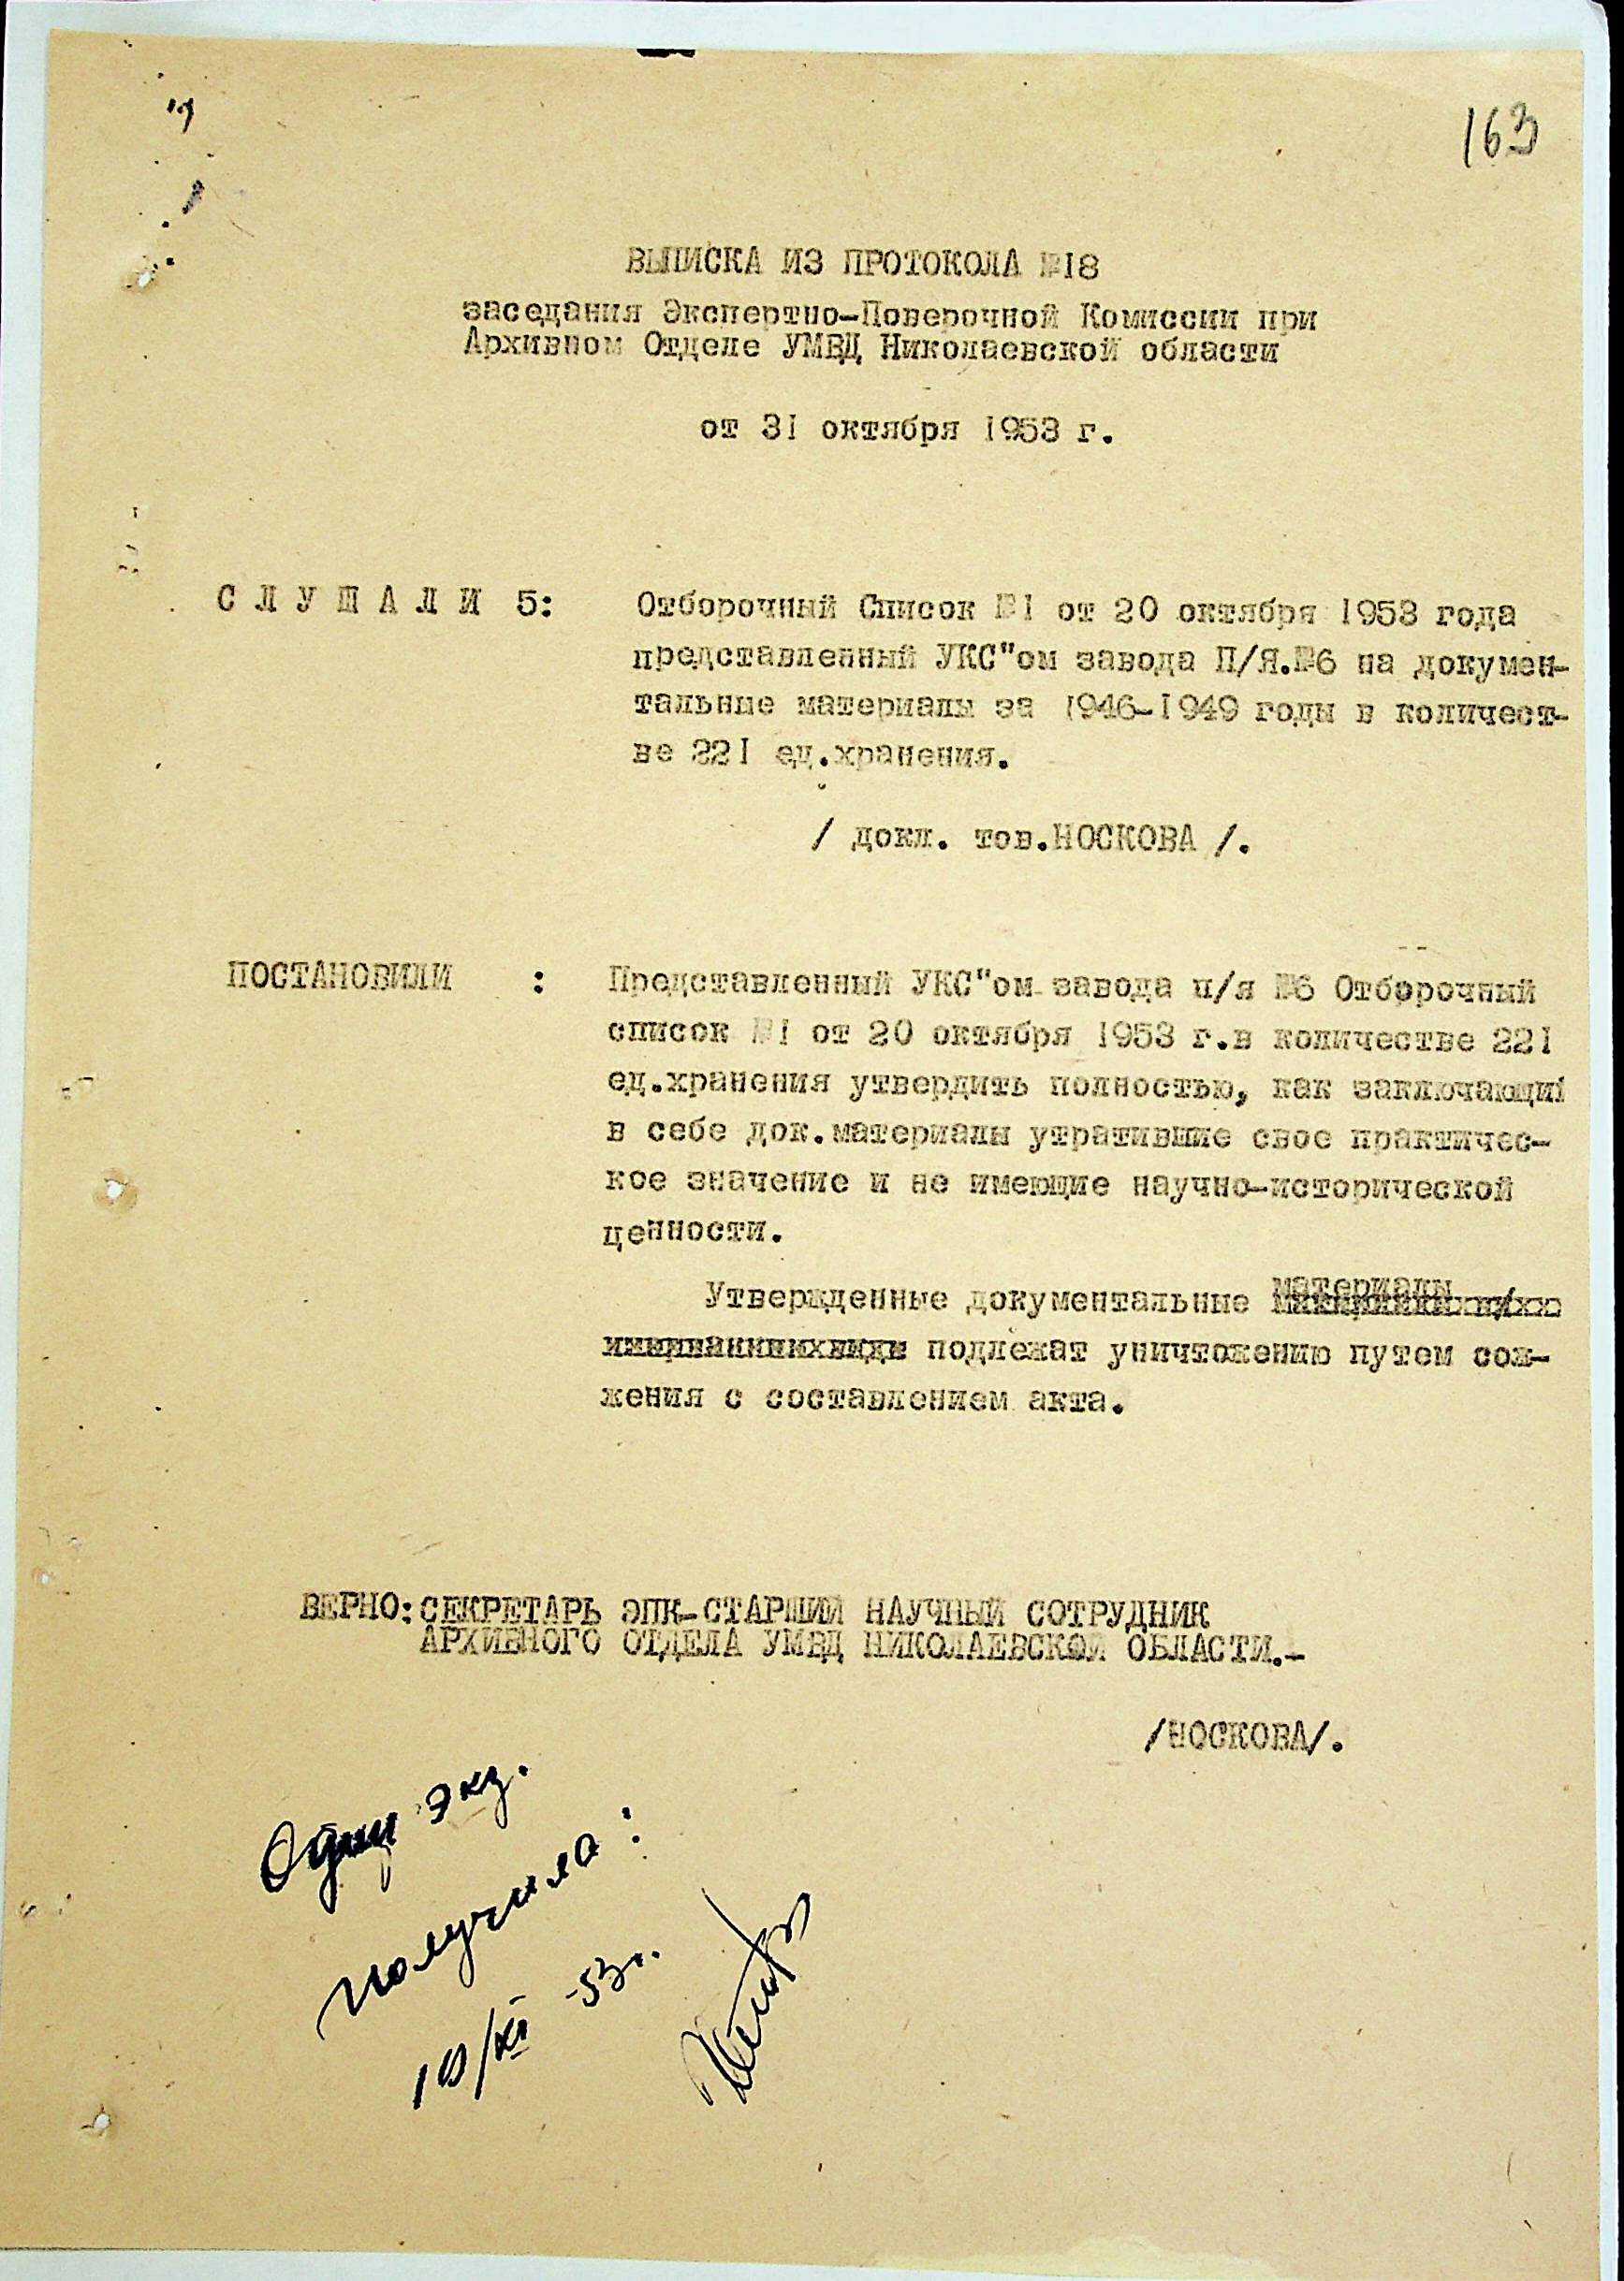 163
ВЫПИСКА ИЗ ПРОТОКОЛА №18
заседания Экспертно-Поверочной Комиссии при
Архивном Отделе УМВД Николаевской области
от 31 октября 1953 г.
С Л У Ш А Л И 5: Отборочный Список №1 от 20 октября 1953 года
представленный УКС"ом завода П/Я.№6 на докумен-
тальные материалы за 1946-1949 годы в количест-
ве 221 ед.хранения.
/ докл. тов.НОСКОВА /.
ПОСТАНОВИЛИ : Представленный УКС"ом завода п/я №6 Отборочный
список №1 от 20 октября 1953 г.в количестве 221
ед.хранения утвердить полностью, как заключающий
в себе док.материалы утратившие свое практичес-
кое значение и не имеющие научно-исторической
ценности.
Утвержденные документальные материалы
подлежат уничтожению путем сож-
жения с составлением акта.
ВЕРНО: СЕКРЕТАРЬ ЭПК-СТАРШИЙ НАУЧНЫЙ СОТРУДНИК
АРХИВНОГО ОТДЕЛА УМВД НИКОЛАЕВСКОЙ ОБЛАСТИ.-
/НОСКОВА/.
Один экз.
получила:
10/XI -53г.